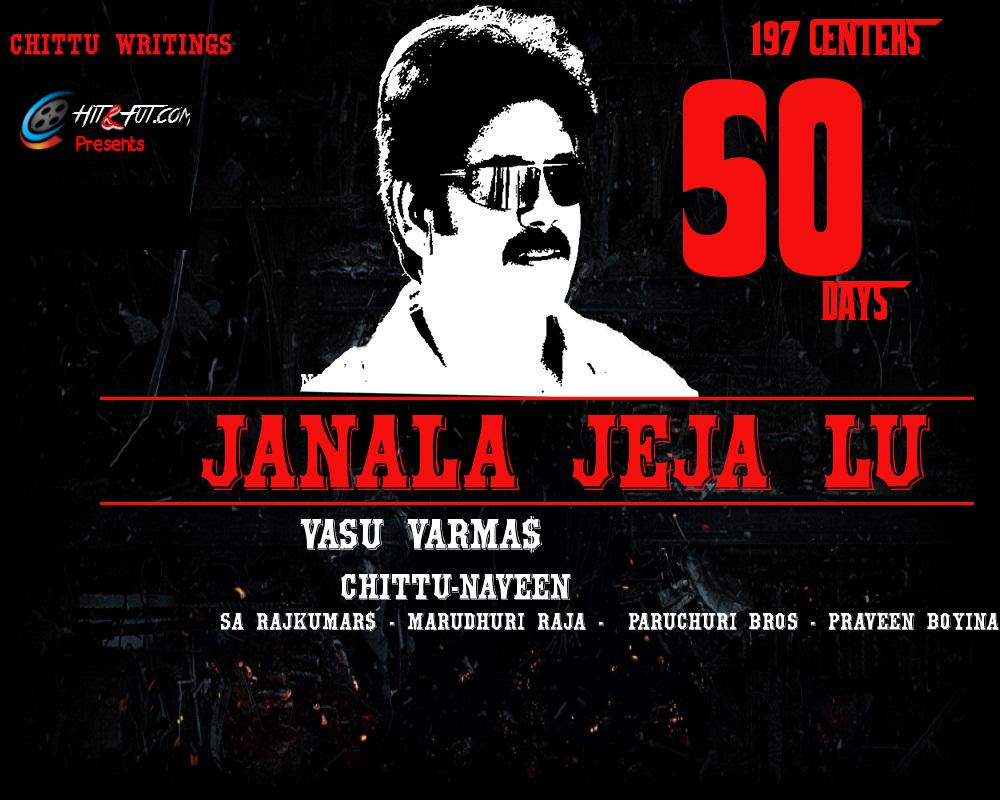 CHITTU WRITINGS
HIT&FUT.COM
Presents
197 CENTERS
50
DAYS
JANALA JEJA LU
VASU VARMA$
CHITTU-NAVEEN
SA RAJKUMAR$ - MARUDHURI RAJA - PARUCHURI BROS - PRAVEEN BOYINA